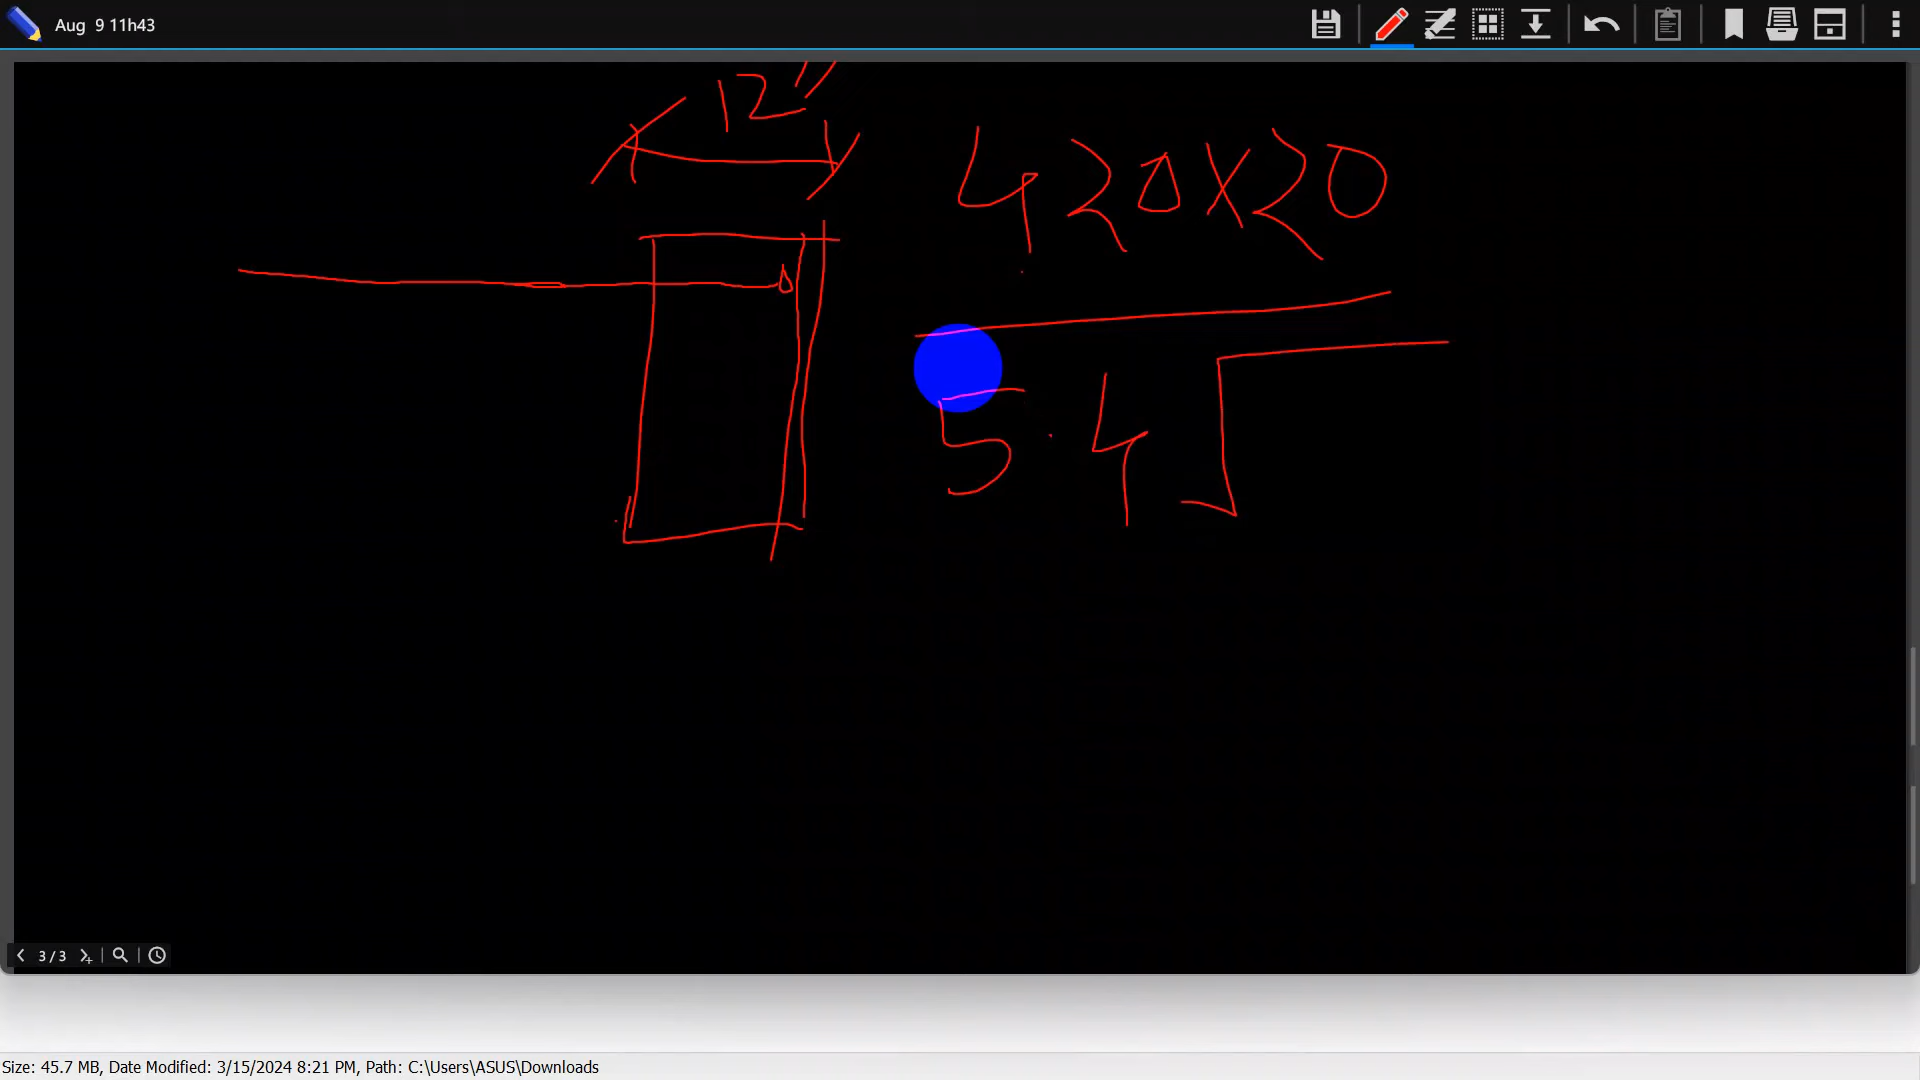 Aug 9 11h43
12"
420x20
5.4√
3 / 3
Size: 45.7 MB, Date Modified: 3/15/2024 8:21 PM, Path: C:\Users\ASUS\Downloads